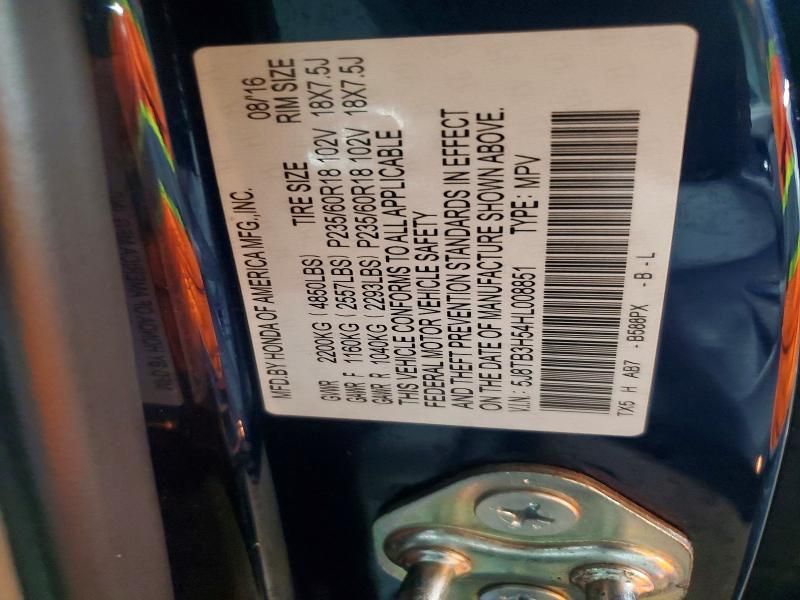 MFD.BY HONDA OF AMERICA MFG.,INC. 08/16
TIRE SIZE RIM SIZE
GVWR 2200KG ( 4850LBS)
GAWR F 1160KG ( 2557LBS) P235/60R18 102V 18X7.5J
GAWR R 1040KG ( 2293LBS) P235/60R18 102V 18X7.5J
THIS VEHICLE CONFORMS TO ALL APPLICABLE
FEDERAL MOTOR VEHICLE SAFETY
AND THEFT PREVENTION STANDARDS IN EFFECT
ON THE DATE OF MANUFACTURE SHOWN ABOVE.
V.I.N.: 5J8TB3H54HL008851 TYPE: MPV
TX5 H AB7 -B588PX -B-L